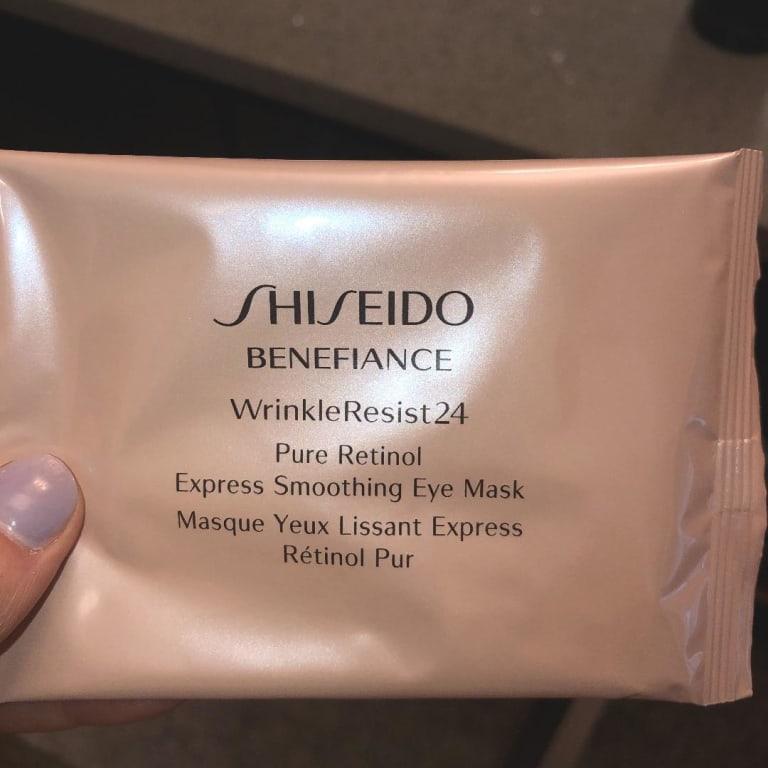 SHISEIDO
BENEFIANCE
WrinkleResist24
Pure Retinol
Express Smoothing Eye Mask
Masque Yeux Lissant Express
Rétinol Pur